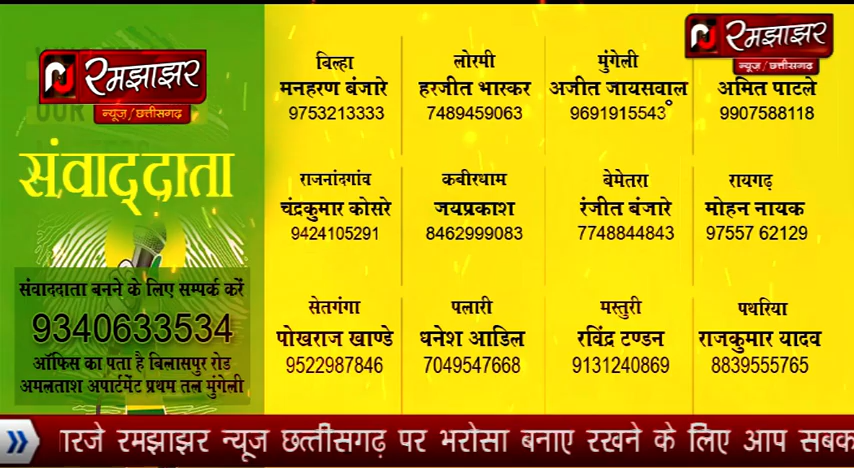 रमझाझर
न्यूज/छत्तीसगढ़
संवाद्दाता
संवाददाता बनने के लिए सम्पर्क करें
9340633534
ऑफिस का पता है बिलासपुर रोड
अमलताश अपार्टमेंट प्रथम तल मुंगेली
बिल्हा
मनहरण बंजारे
9753213333
लोरमी
हरजीत भास्कर
7489459063
मुंगेली
अजीत जायसवाल
9691915543
रमझाझर
न्यूज/छत्तीसगढ़
अमित पाटले
9907588118
राजनांदगांव
चंद्रकुमार कोसरे
9424105291
कबीरधाम
जयप्रकाश
8462999083
बेमेतरा
रंजीत बंजारे
7748844843
रायगढ़
मोहन नायक
97557 62129
सेतगंगा
पोखराज खाण्डे
9522987846
पलारी
धनेश आडिल
7049547668
मस्तुरी
रविंद्र टण्डन
9131240869
पथरिया
राजकुमार यादव
8839555765
गरजे रमझाझर न्यूज छत्तीसगढ़ पर भरोसा बनाए रखने के लिए आप सबक